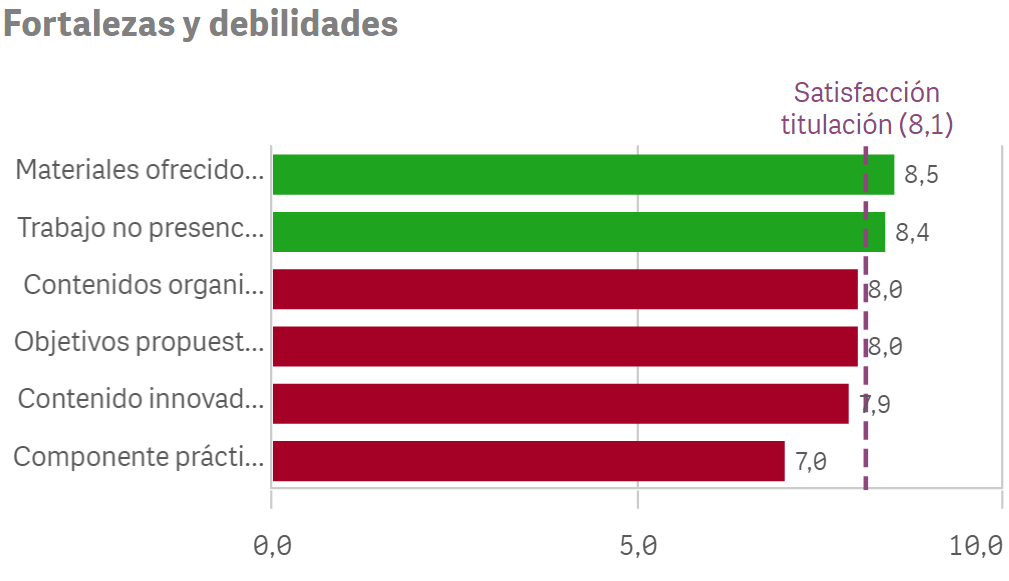 Fortalezas y debilidades
Satisfacción
titulación (8,1)
Materiales ofrecido...
8,5
Trabajo no presenc...
8,4
Contenidos organi...
8,0
Objetivos propuest...
8,0
Contenido innovad...
7,9
Componente prácti...
7,0
0,0
5,0
10,0